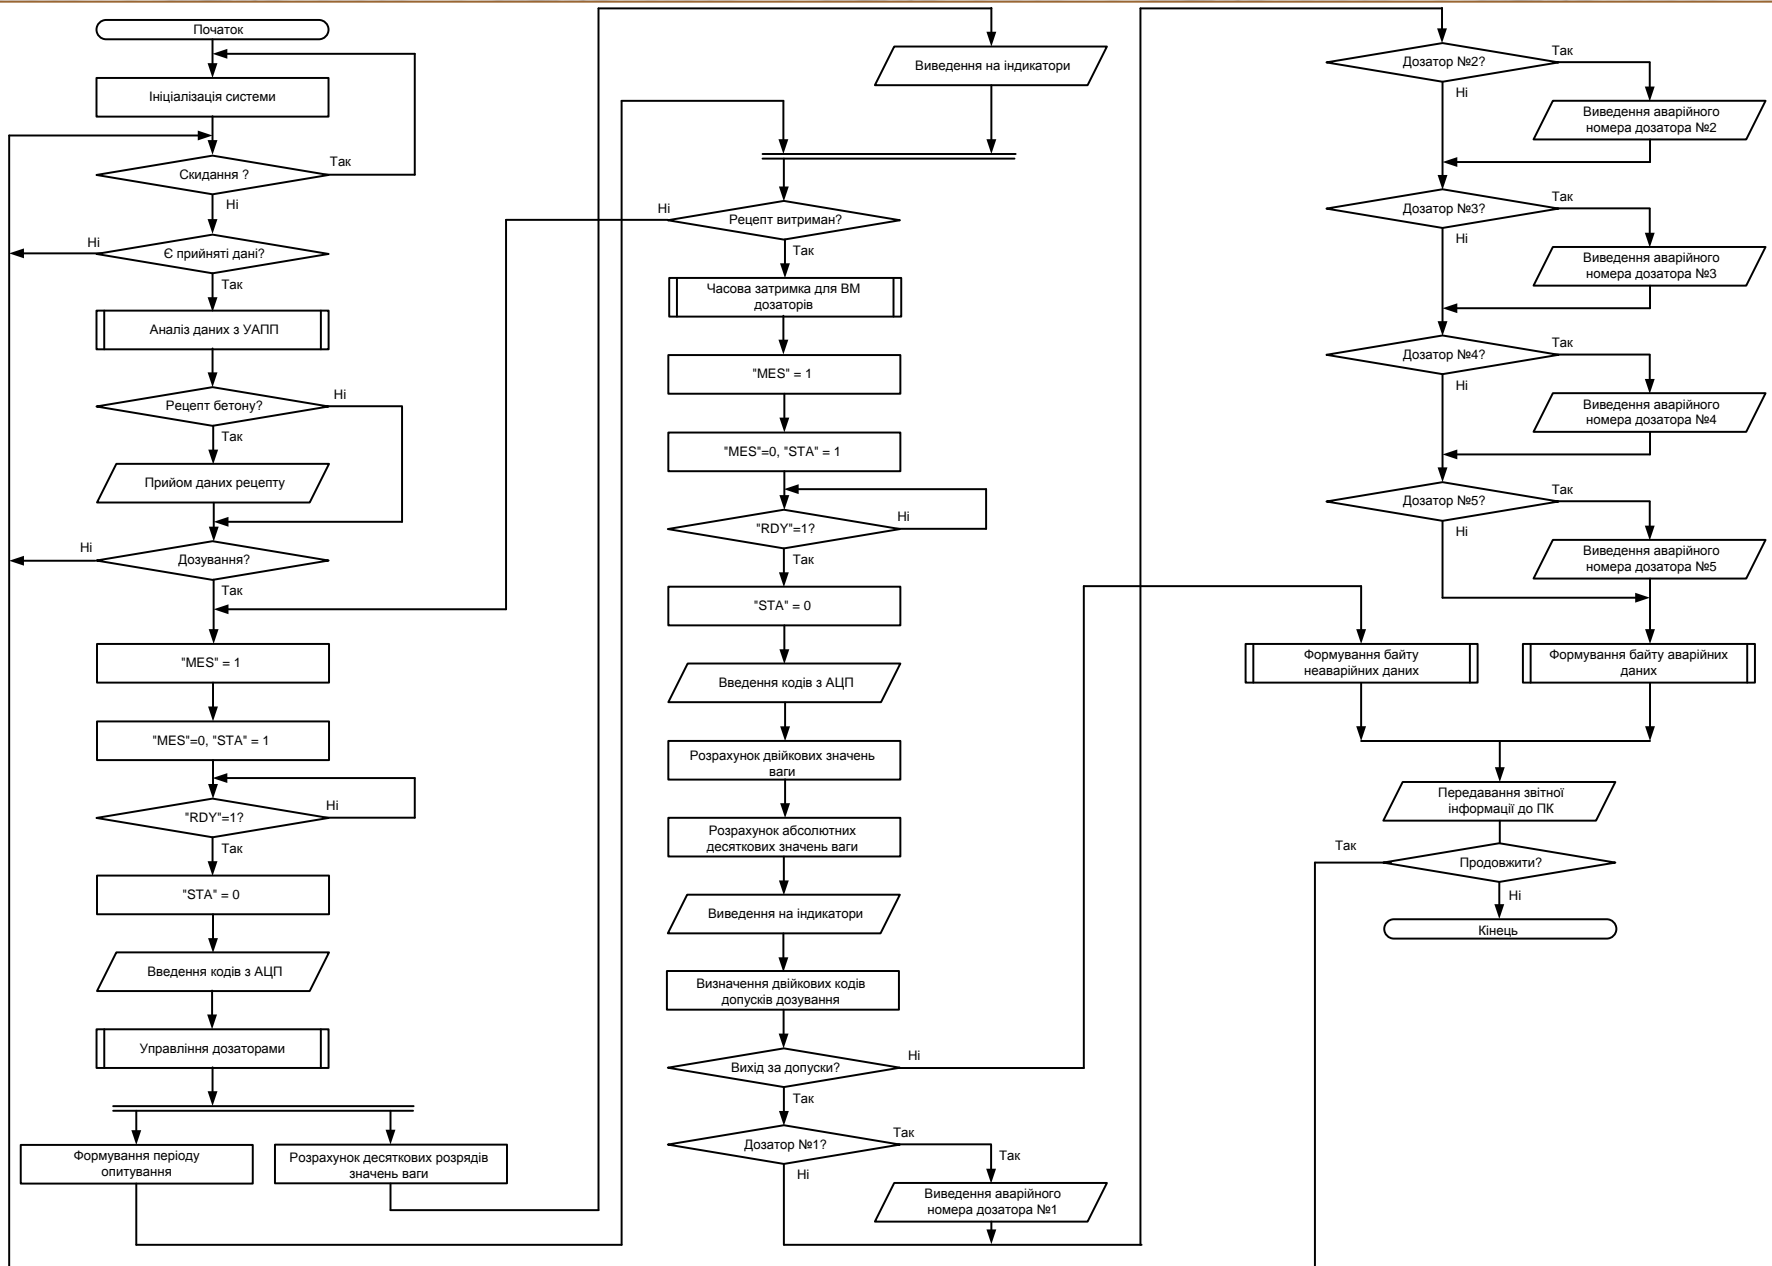 Початок
Ініціалізація системи
Скидання ?
Так
Ні
Є прийняті дані?
Ні
Так
Аналіз даних з УАПП
Рецепт бетону?
Ні
Так
Прийом даних рецепту
Дозування?
Ні
Так
"MES" = 1
"MES"=0, "STA" = 1
"RDY"=1?
Ні
Так
"STA" = 0
Введення кодів з АЦП
Управління дозаторами
Формування періоду
опитування
Розрахунок десяткових розрядів
значень ваги
Виведення на індикатори
Рецепт витриман?
Ні
Так
Часова затримка для ВМ
дозаторів
"MES" = 1
"MES"=0, "STA" = 1
"RDY"=1?
Ні
Так
"STA" = 0
Введення кодів з АЦП
Розрахунок двійкових значень
ваги
Розрахунок абсолютних
десяткових значень ваги
Виведення на індикатори
Визначення двійкових кодів
допусків дозування
Вихід за допуски?
Ні
Так
Дозатор №1?
Так
Так
Ні
Виведення аварійного
номера дозатора №1
Дозатор №2?
Так
Ні
Виведення аварійного
номера дозатора №2
Дозатор №3?
Так
Ні
Виведення аварійного
номера дозатора №3
Дозатор №4?
Так
Ні
Виведення аварійного
номера дозатора №4
Дозатор №5?
Так
Ні
Виведення аварійного
номера дозатора №5
Формування байту
неаварійних даних
Формування байту аварійних
даних
Передавання звітної
інформації до ПК
Продовжити?
Так
Ні
Кінець